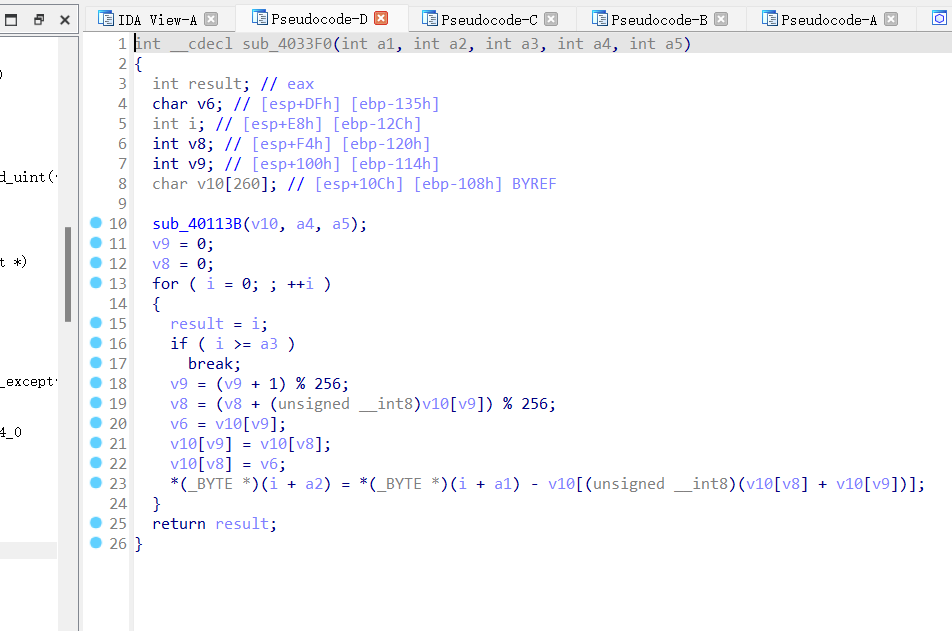 IDA View-A Pseudocode-D Pseudocode-C Pseudocode-B Pseudocode-A
)
d_uint(
t *)
_except
4_0
1 int __cdecl sub_4033F0(int a1, int a2, int a3, int a4, int a5)
2 {
3 int result; // eax
4 char v6; // [esp+DFh] [ebp-135h]
5 int i; // [esp+E8h] [ebp-12Ch]
6 int v8; // [esp+F4h] [ebp-120h]
7 int v9; // [esp+100h] [ebp-114h]
8 char v10[260]; // [esp+10Ch] [ebp-108h] BYREF
9
10 sub_40113B(v10, a4, a5);
11 v9 = 0;
12 v8 = 0;
13 for ( i = 0; ; ++i )
14 {
15 result = i;
16 if ( i >= a3 )
17 break;
18 v9 = (v9 + 1) % 256;
19 v8 = (v8 + (unsigned __int8)v10[v9]) % 256;
20 v6 = v10[v9];
21 v10[v9] = v10[v8];
22 v10[v8] = v6;
23 *(_BYTE *)(i + a2) = *(_BYTE *)(i + a1) - v10[(unsigned __int8)(v10[v8] + v10[v9])];
24 }
25 return result;
26 }